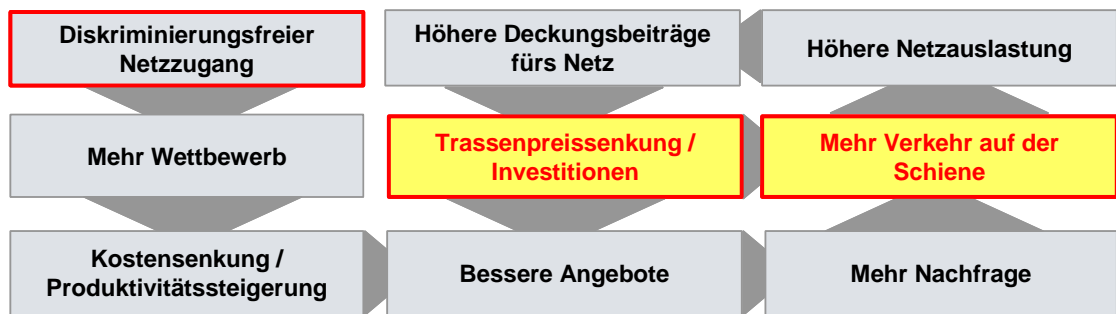 Diskriminierungsfreier
Netzzugang
Höhere Deckungsbeiträge
fürs Netz
Höhere Netzauslastung
Mehr Wettbewerb
Trassenpreissenkung /
Investitionen
Mehr Verkehr auf der
Schiene
Kostensenkung /
Produktivitätssteigerung
Bessere Angebote
Mehr Nachfrage